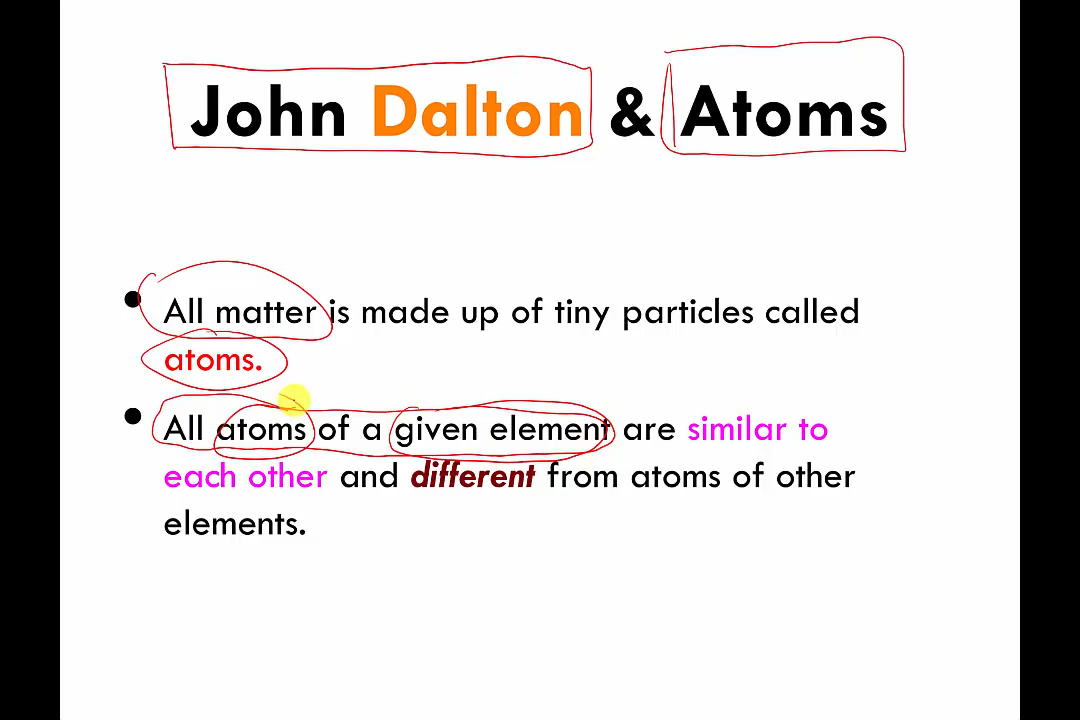 John Dalton & Atoms
• All matter is made up of tiny particles called
atoms.
• All atoms of a given element are similar to
each other and different from atoms of other
elements.